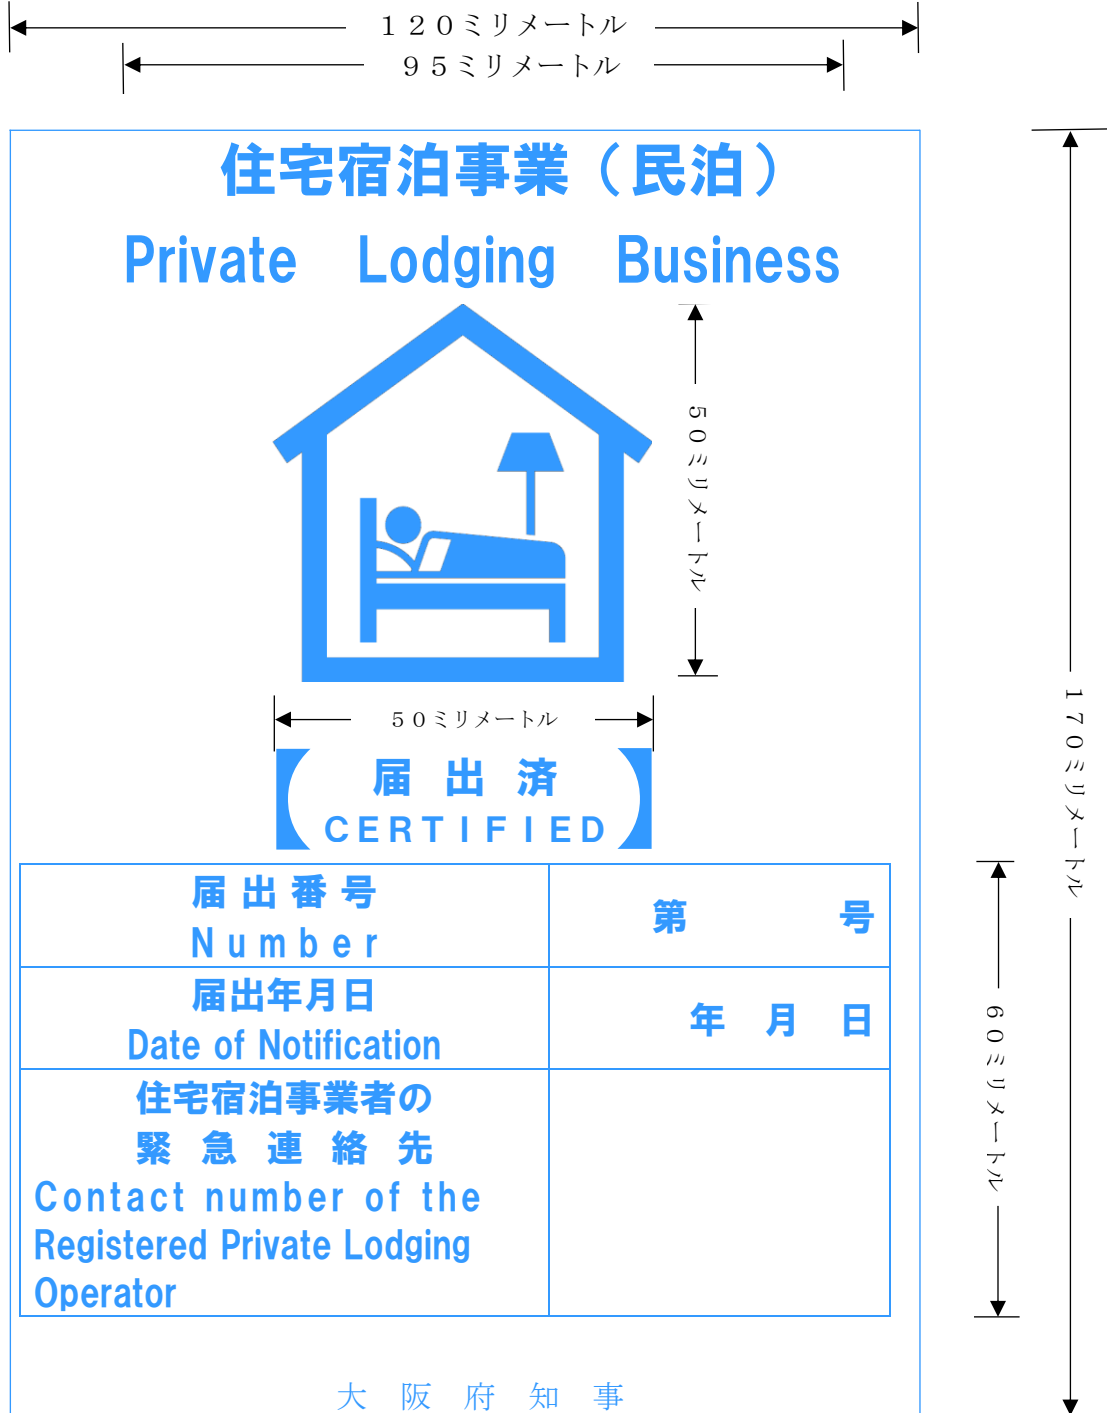 １２０ミリメートル
９５ミリメートル
住宅宿泊事業（民泊）
Private Lodging Business
５０ミリメートル
５０ミリメートル
１７０ミリメートル
届出済
CERTIFIED
届出番号
Number
第　　　　号
届出年月日
Date of Notification
年　月　日
６０ミリメートル
住宅宿泊事業者の
緊急連絡先
Contact number of the
Registered Private Lodging
Operator
大阪府知事